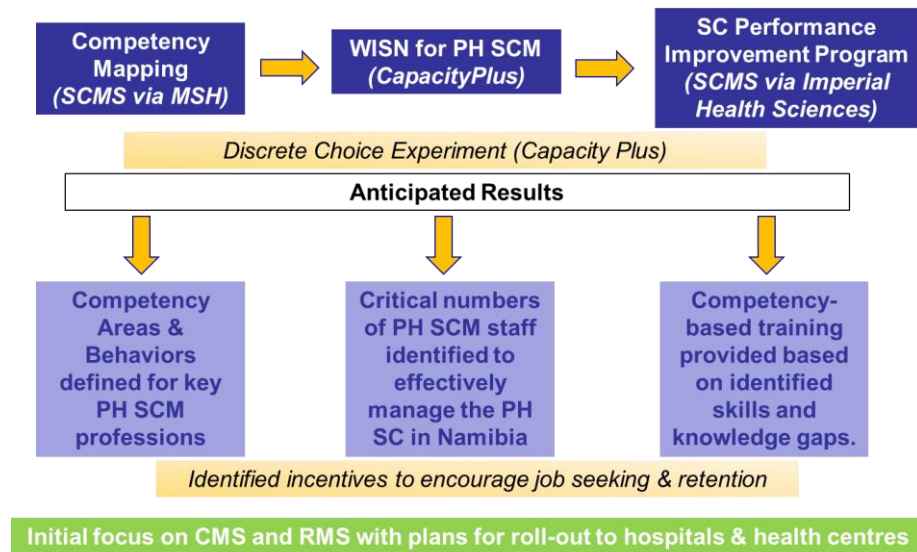 Competency
Mapping
(SCMS via MSH)
WISN for PH SCM
(CapacityPlus)
SC Performance
Improvement Program
(SCMS via Imperial
Health Sciences)
Discrete Choice Experiment (Capacity Plus)
Anticipated Results
Competency
Areas &
Behaviors
defined for key
PH SCM
professions
Critical numbers
of PH SCM staff
identified to
effectively
manage the PH
SC in Namibia
Competency-
based training
provided based
on identified
skills and
knowledge gaps.
Identified incentives to encourage job seeking & retention
Initial focus on CMS and RMS with plans for roll-out to hospitals & health centres